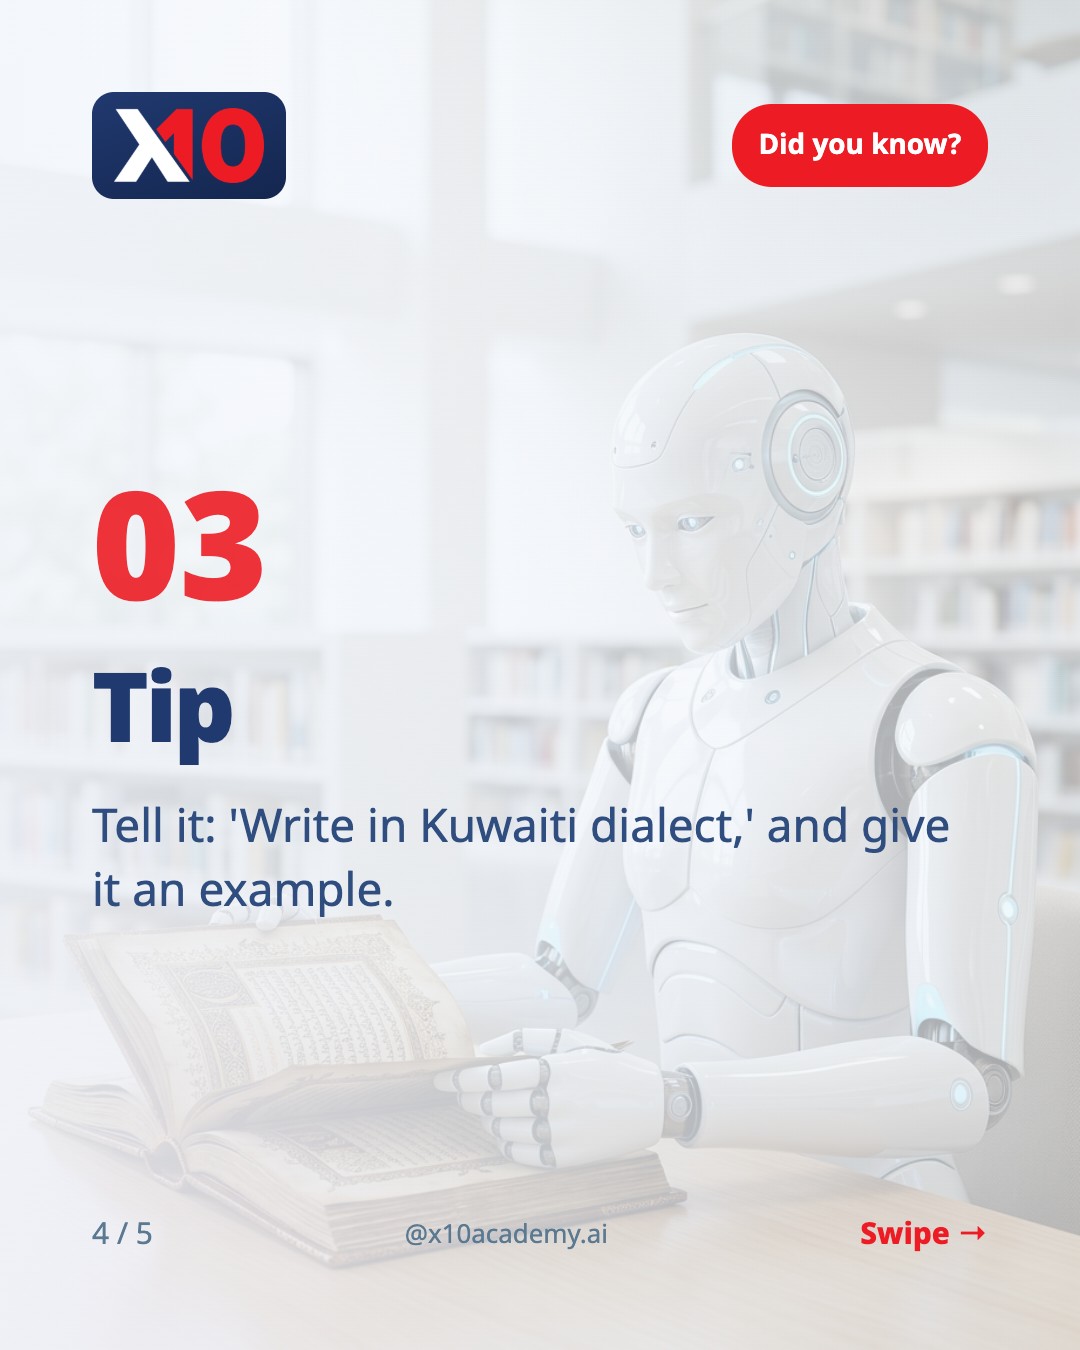 X10
Did you know?
03
Tip
Tell it: 'Write in Kuwaiti dialect,' and give
it an example.
4 / 5
@x10academy.ai
Swipe →